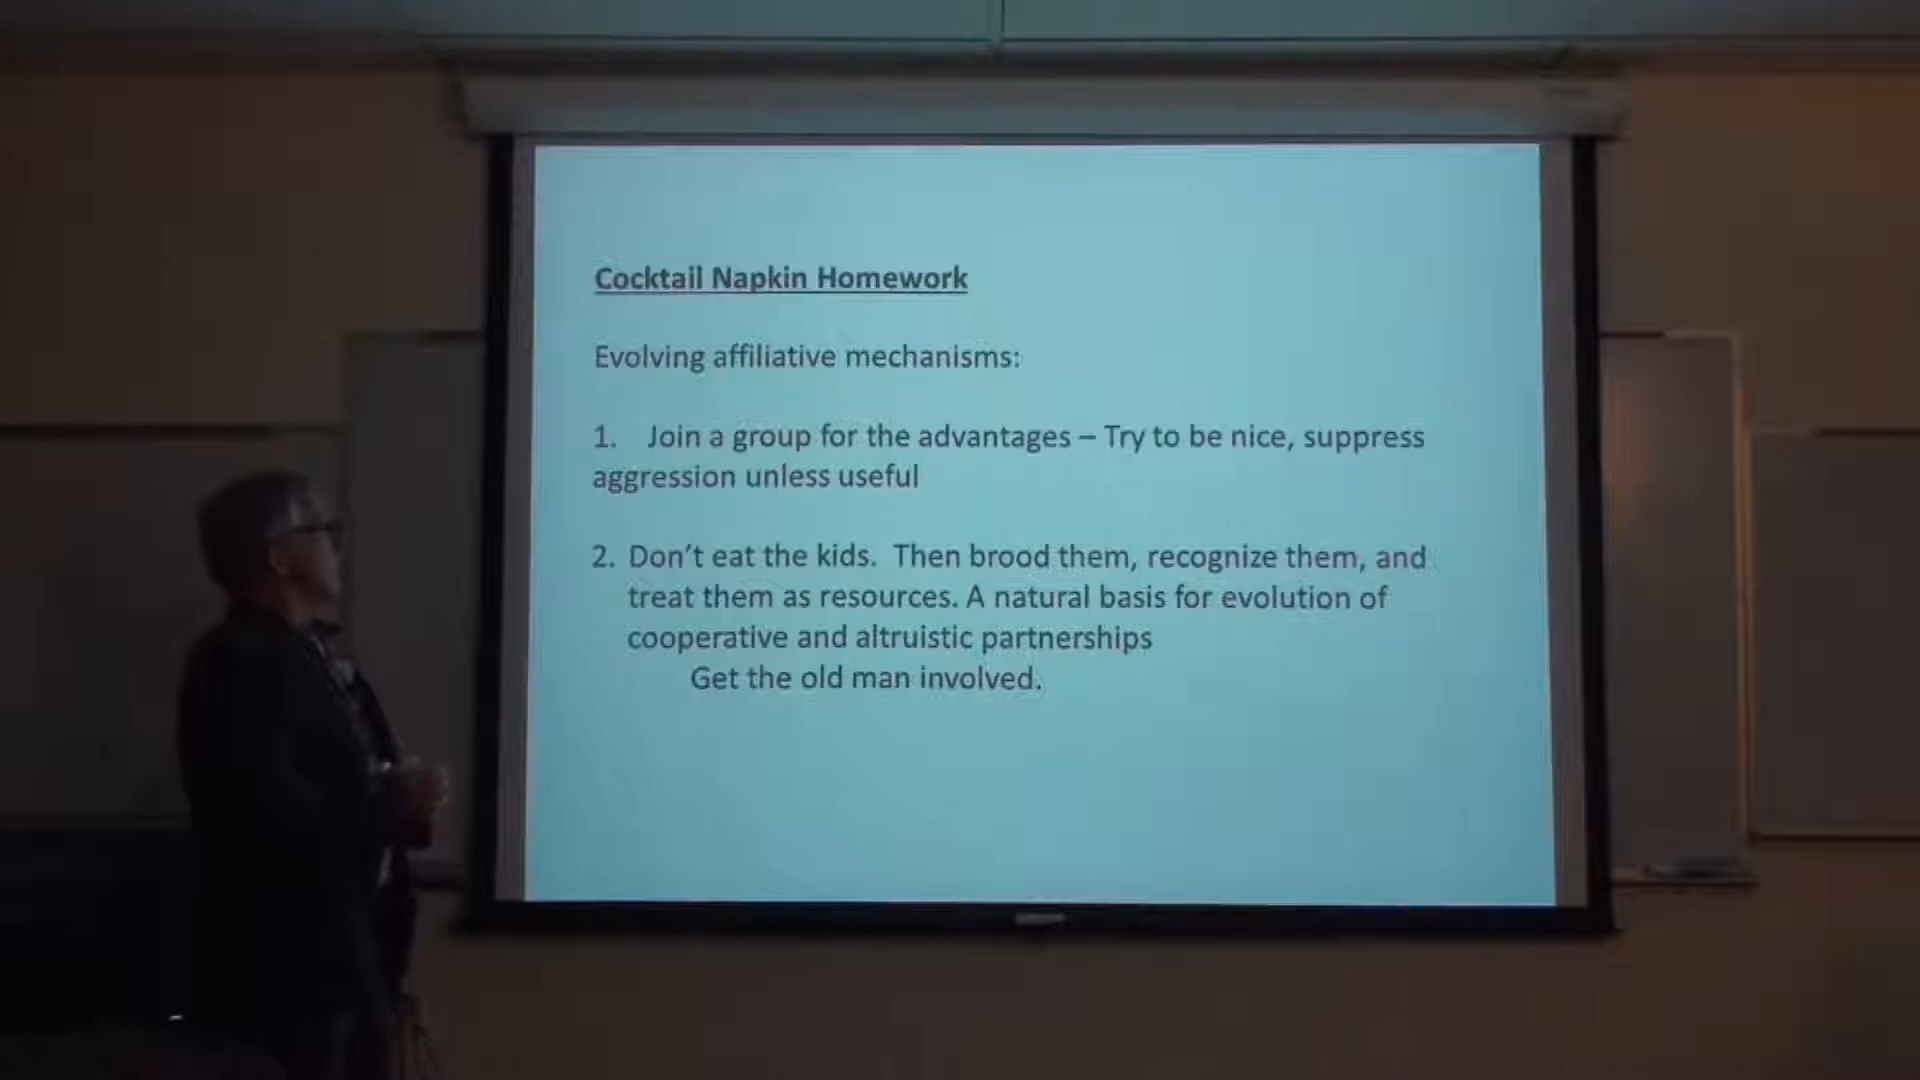 Cocktail Napkin Homework
Evolving affiliative mechanisms:
1. Join a group for the advantages – Try to be nice, suppress
aggression unless useful
2. Don't eat the kids. Then brood them, recognize them, and
treat them as resources. A natural basis for evolution of
cooperative and altruistic partnerships
Get the old man involved.